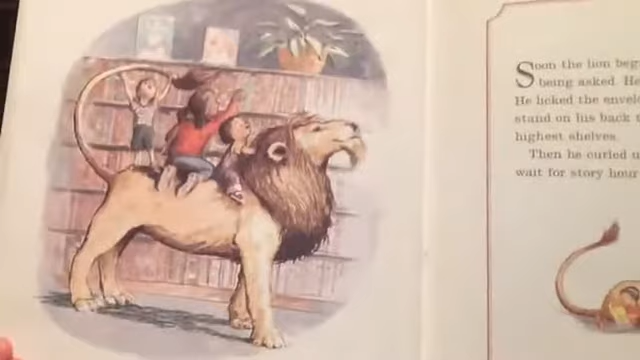 Soon the lion beg
being asked. He
He licked the envel
stand on his back
highest shelves.
Then he curled u
wait for story hour